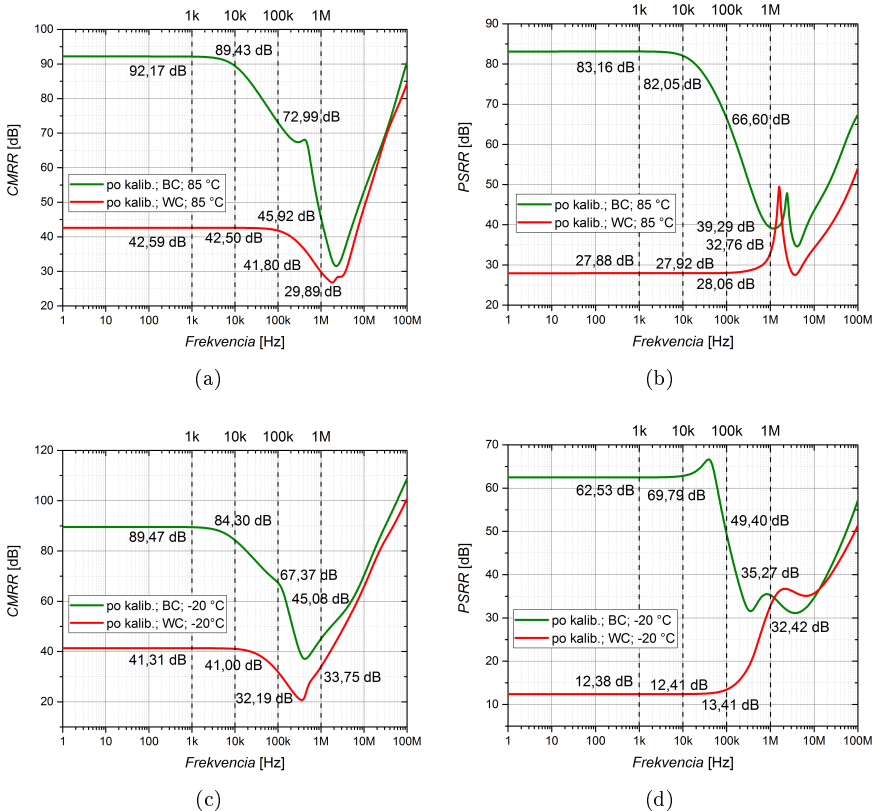 1k 10k 100k 1M
100
90
80
70
60
50
40
30
20
CMRR [dB]
89,43 dB
92,17 dB
72,99 dB
po kalib.; BC; 85 °C
po kalib.; WC; 85 °C
45,92 dB
42,59 dB
42,50 dB
41,80 dB
29,89 dB
1 10 100 1k 10k 100k 1M 10M 100M
Frekvencia [Hz]
(a)
1k 10k 100k 1M
90
80
70
60
50
40
30
20
PSRR [dB]
83,16 dB
82,05 dB
66,60 dB
po kalib.; BC; 85 °C
po kalib.; WC; 85 °C
39,29 dB
32,76 dB
27,88 dB
27,92 dB
28,06 dB
1 10 100 1k 10k 100k 1M 10M 100M
Frekvencia [Hz]
(b)
1k 10k 100k 1M
120
100
80
60
40
20
CMRR [dB]
84,30 dB
89,47 dB
67,37 dB
45,08 dB
po kalib.; BC; -20 °C
po kalib.; WC; -20°C
41,31 dB
41,00 dB
33,75 dB
32,19 dB
1 10 100 1k 10k 100k 1M 10M 100M
Frekvencia [Hz]
(c)
1k 10k 100k 1M
70
60
50
40
30
20
10
PSRR [dB]
62,53 dB
69,79 dB
49,40 dB
35,27 dB
po kalib.; BC; -20 °C
po kalib.; WC; -20 °C
32,42 dB
12,38 dB
12,41 dB
13,41 dB
1 10 100 1k 10k 100k 1M 10M 100M
Frekvencia [Hz]
(d)